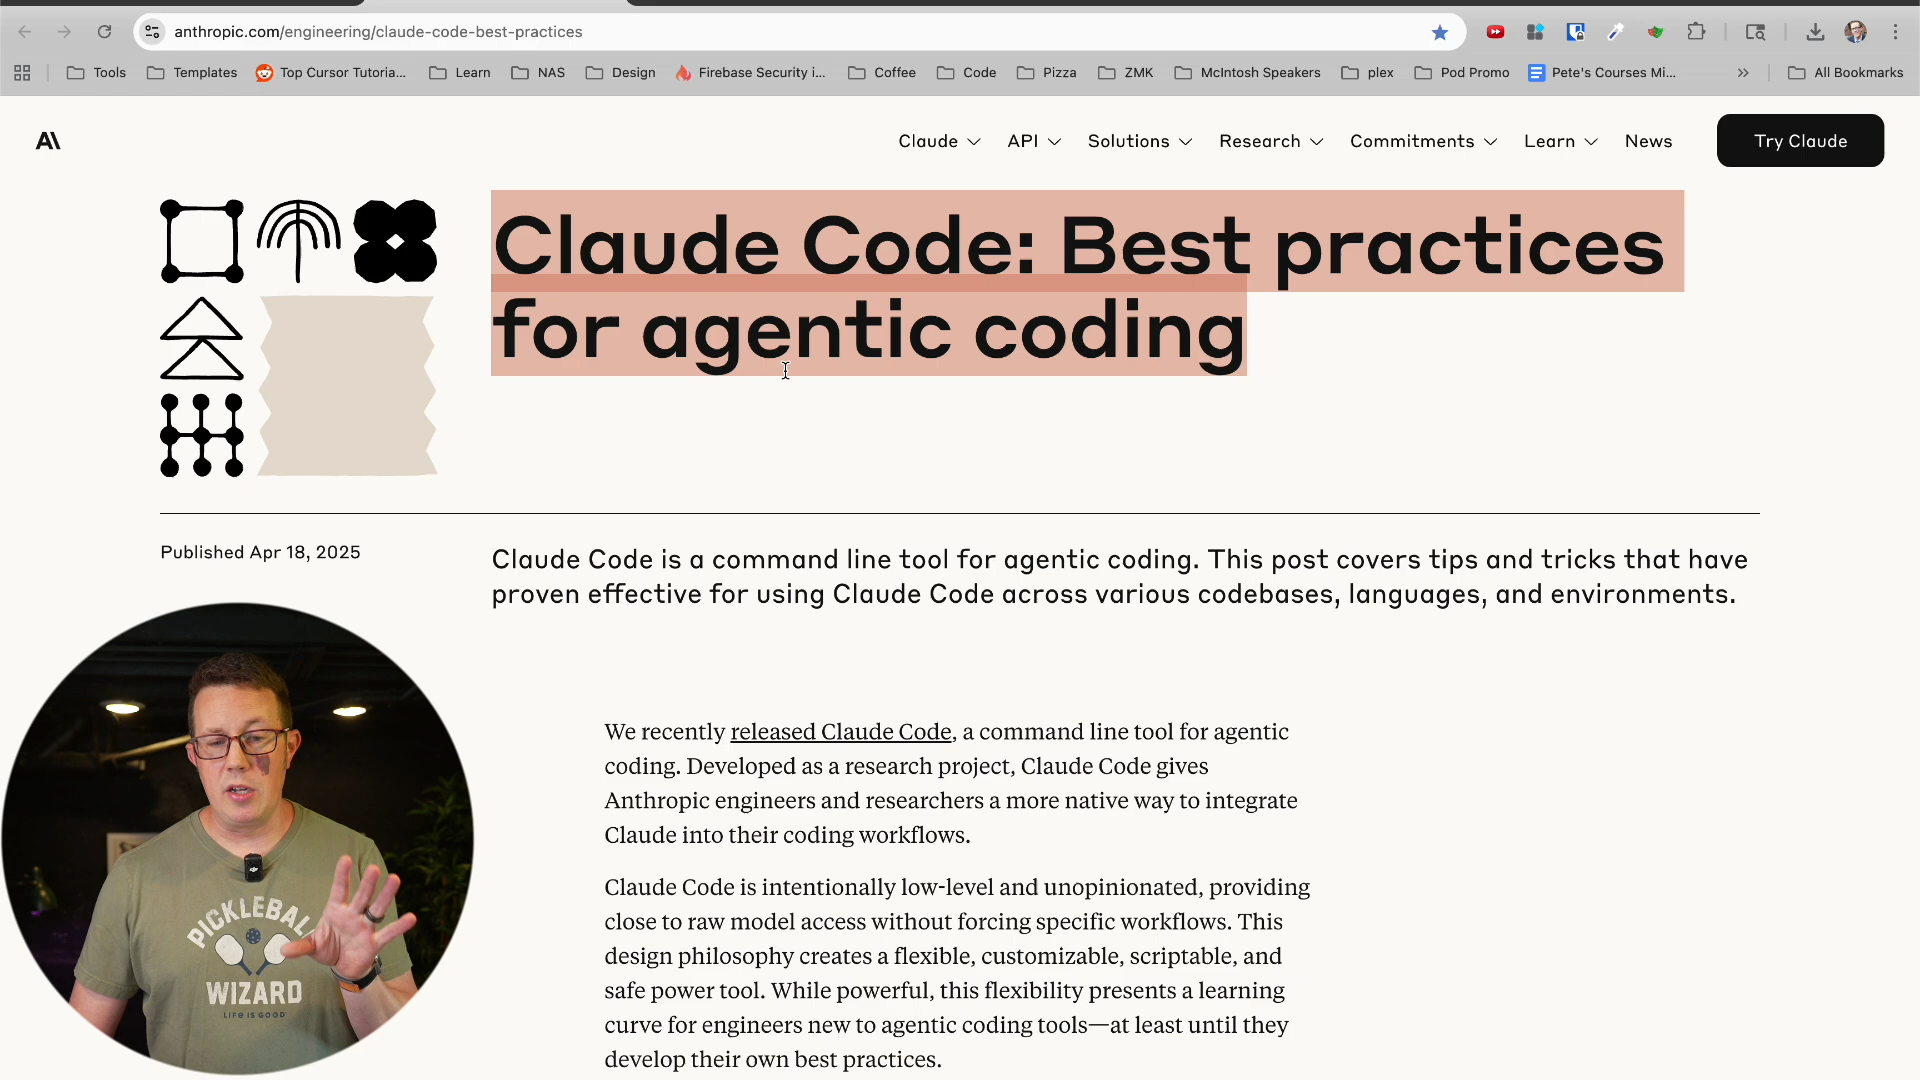 anthropic.com/engineering/claude-code-best-practices
Tools Templates Top Cursor Tutoria... Learn NAS Design Firebase Security i... Coffee Code Pizza ZMK McIntosh Speakers plex Pod Promo Pete's Courses Mi... All Bookmarks
Claude API Solutions Research Commitments Learn News Try Claude
Claude Code: Best practices
for agentic coding
Published Apr 18, 2025
Claude Code is a command line tool for agentic coding. This post covers tips and tricks that have
proven effective for using Claude Code across various codebases, languages, and environments.
We recently released Claude Code, a command line tool for agentic
coding. Developed as a research project, Claude Code gives
Anthropic engineers and researchers a more native way to integrate
Claude into their coding workflows.
Claude Code is intentionally low-level and unopinionated, providing
close to raw model access without forcing specific workflows. This
design philosophy creates a flexible, customizable, scriptable, and
safe power tool. While powerful, this flexibility presents a learning
curve for engineers new to agentic coding tools—at least until they
develop their own best practices.
PICKLEBALL
WIZARD
LIFE IS GOOD